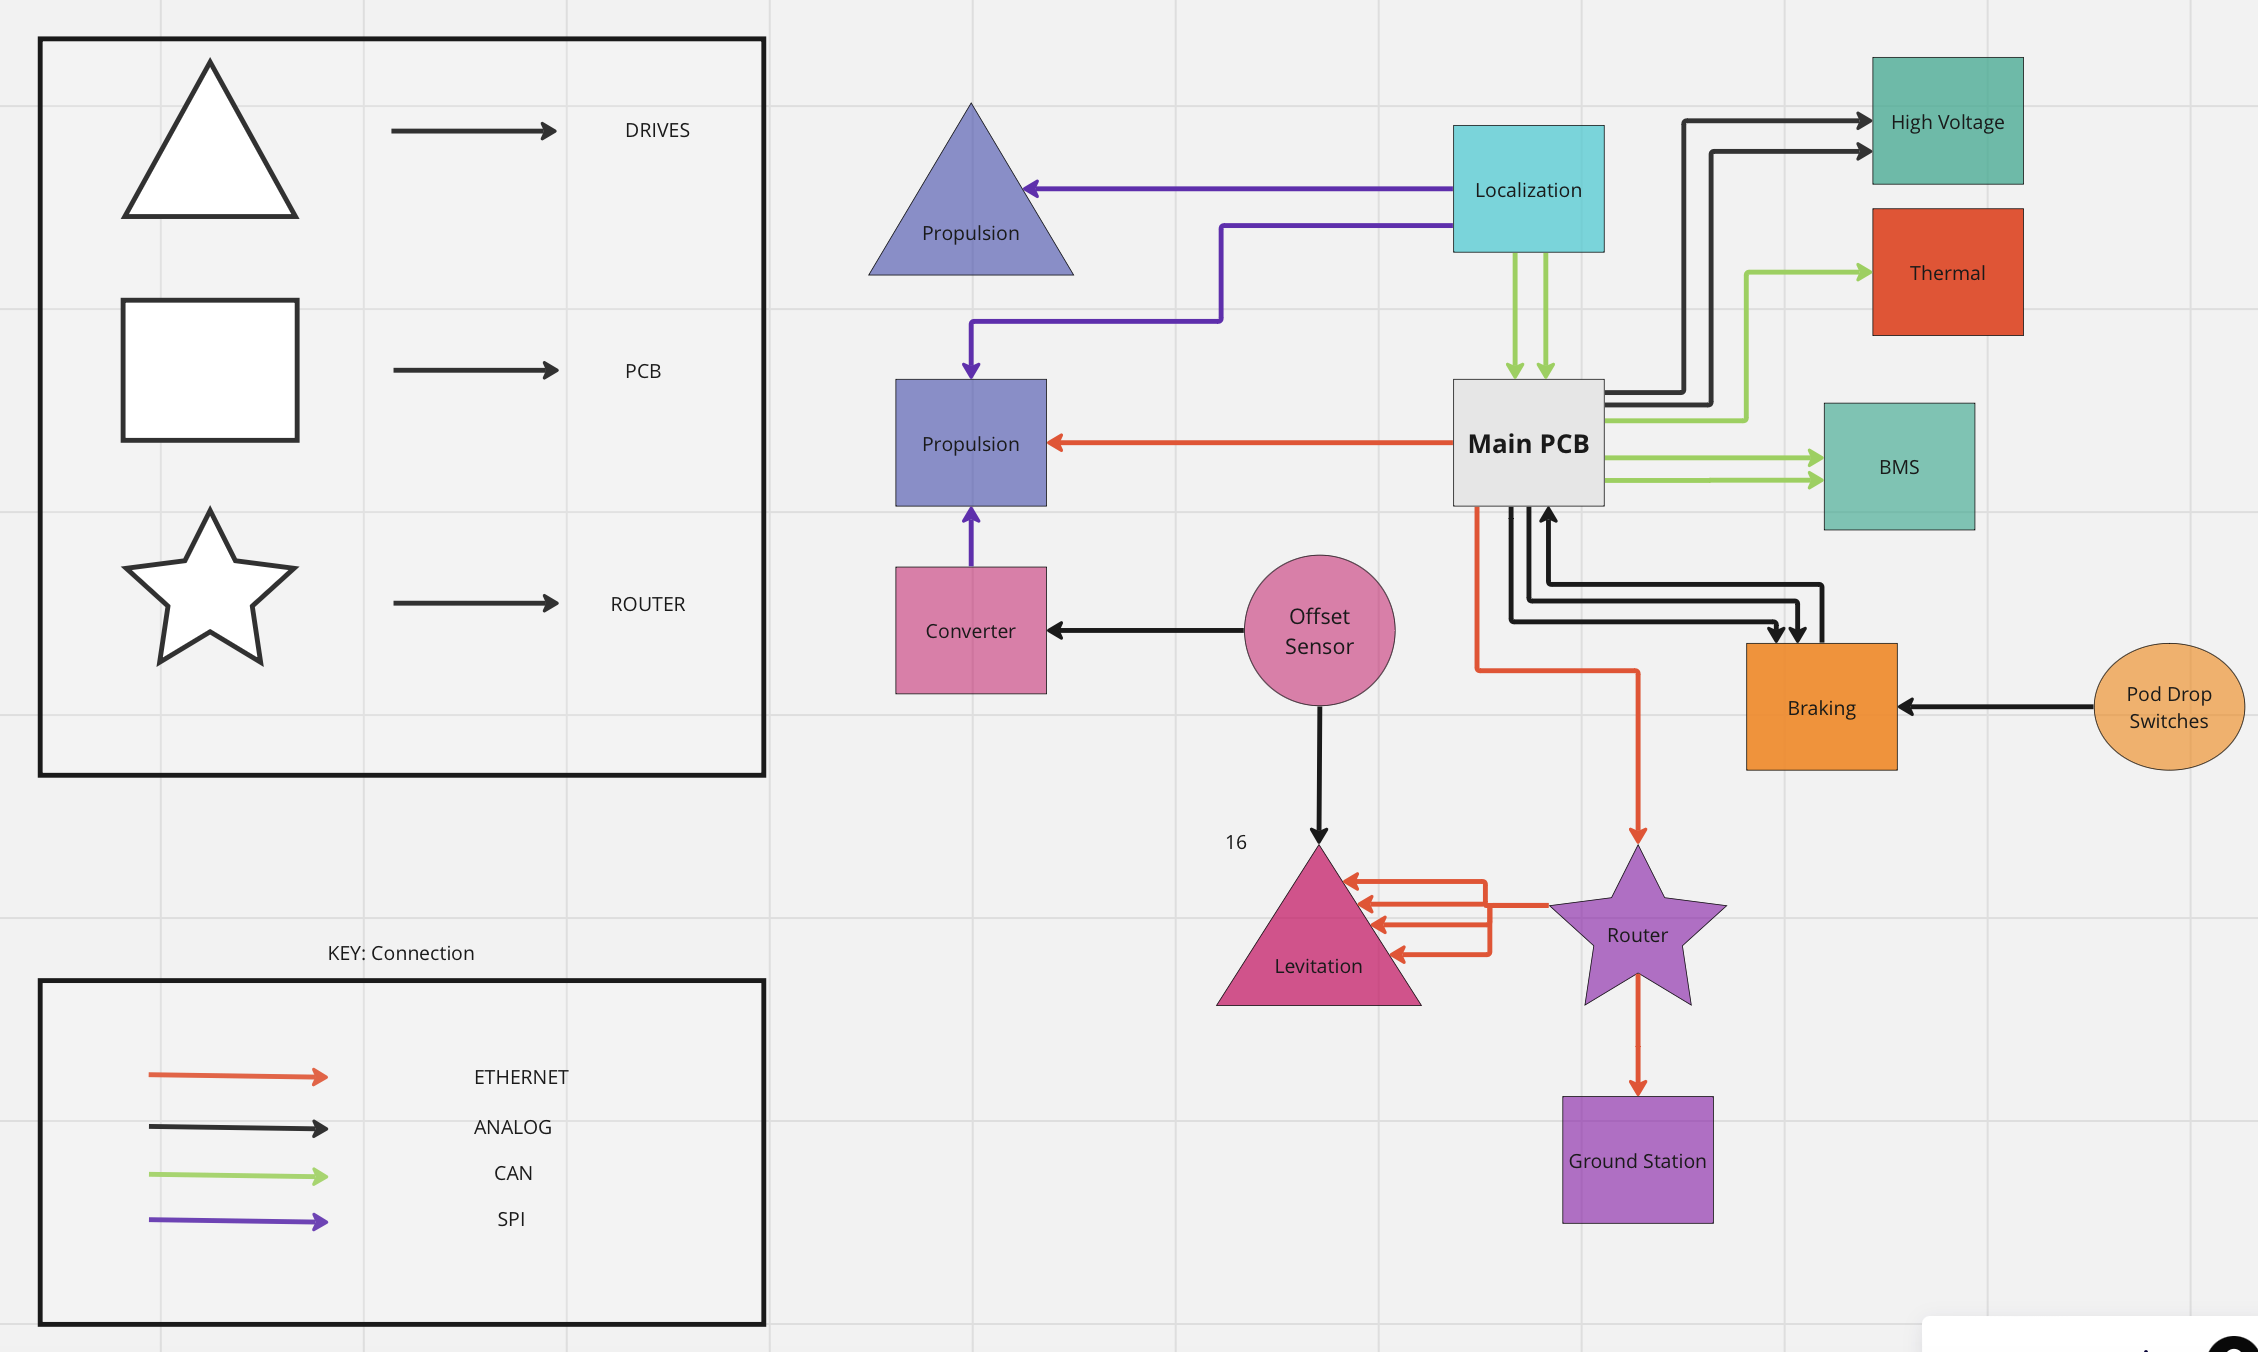 DRIVES
PCB
ROUTER
KEY: Connection
ETHERNET
ANALOG
CAN
SPI
Propulsion
Localization
High Voltage
Thermal
Propulsion
Main PCB
BMS
Converter
Offset
Sensor
Braking
Pod Drop
Switches
16
Levitation
Router
Ground Station